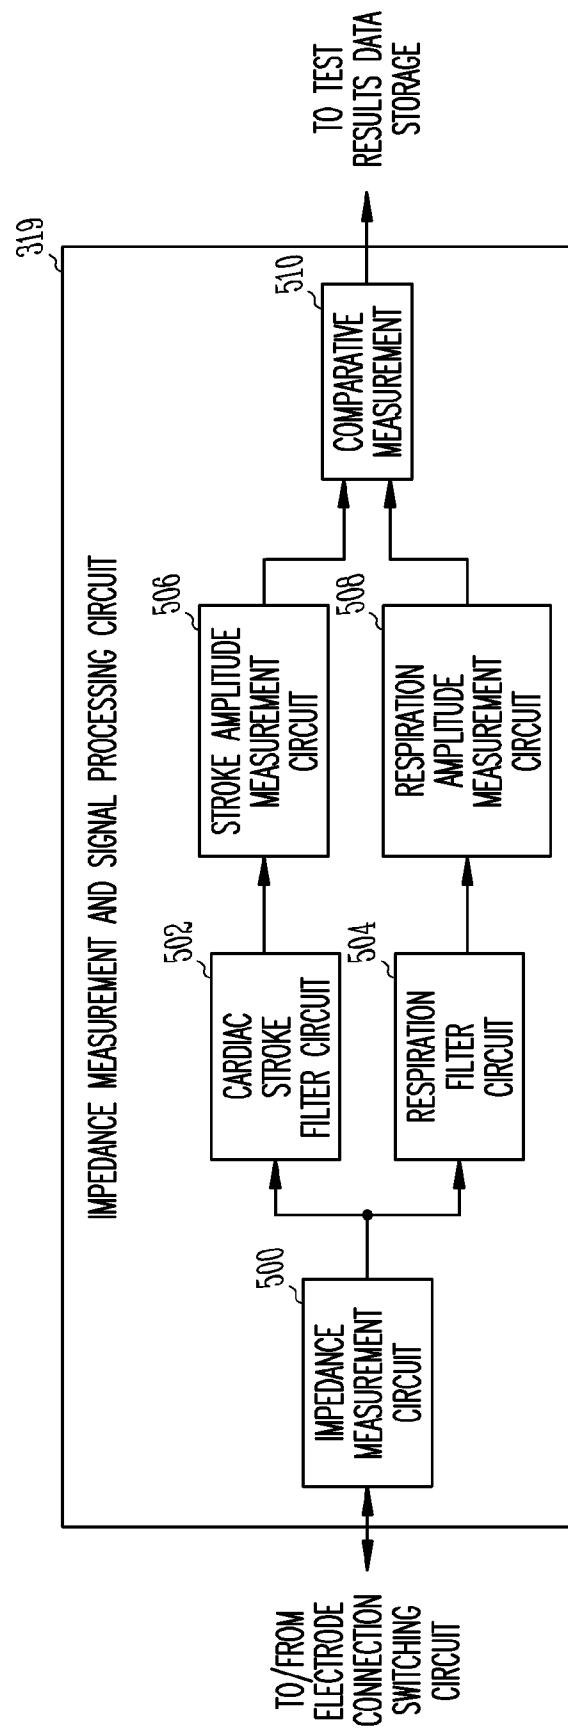 319
IMPEDANCE MEASUREMENT AND SIGNAL PROCESSING CIRCUIT
TO/FROM
ELECTRODE
CONNECTION
SWITCHING
CIRCUIT
500
IMPEDANCE
MEASUREMENT
CIRCUIT
502
CARDIAC
STROKE
FILTER CIRCUIT
504
RESPIRATION
FILTER
CIRCUIT
506
STROKE AMPLITUDE
MEASUREMENT
CIRCUIT
508
RESPIRATION
AMPLITUDE
MEASUREMENT
CIRCUIT
510
COMPARATIVE
MEASUREMENT
TO TEST
RESULTS DATA
STORAGE